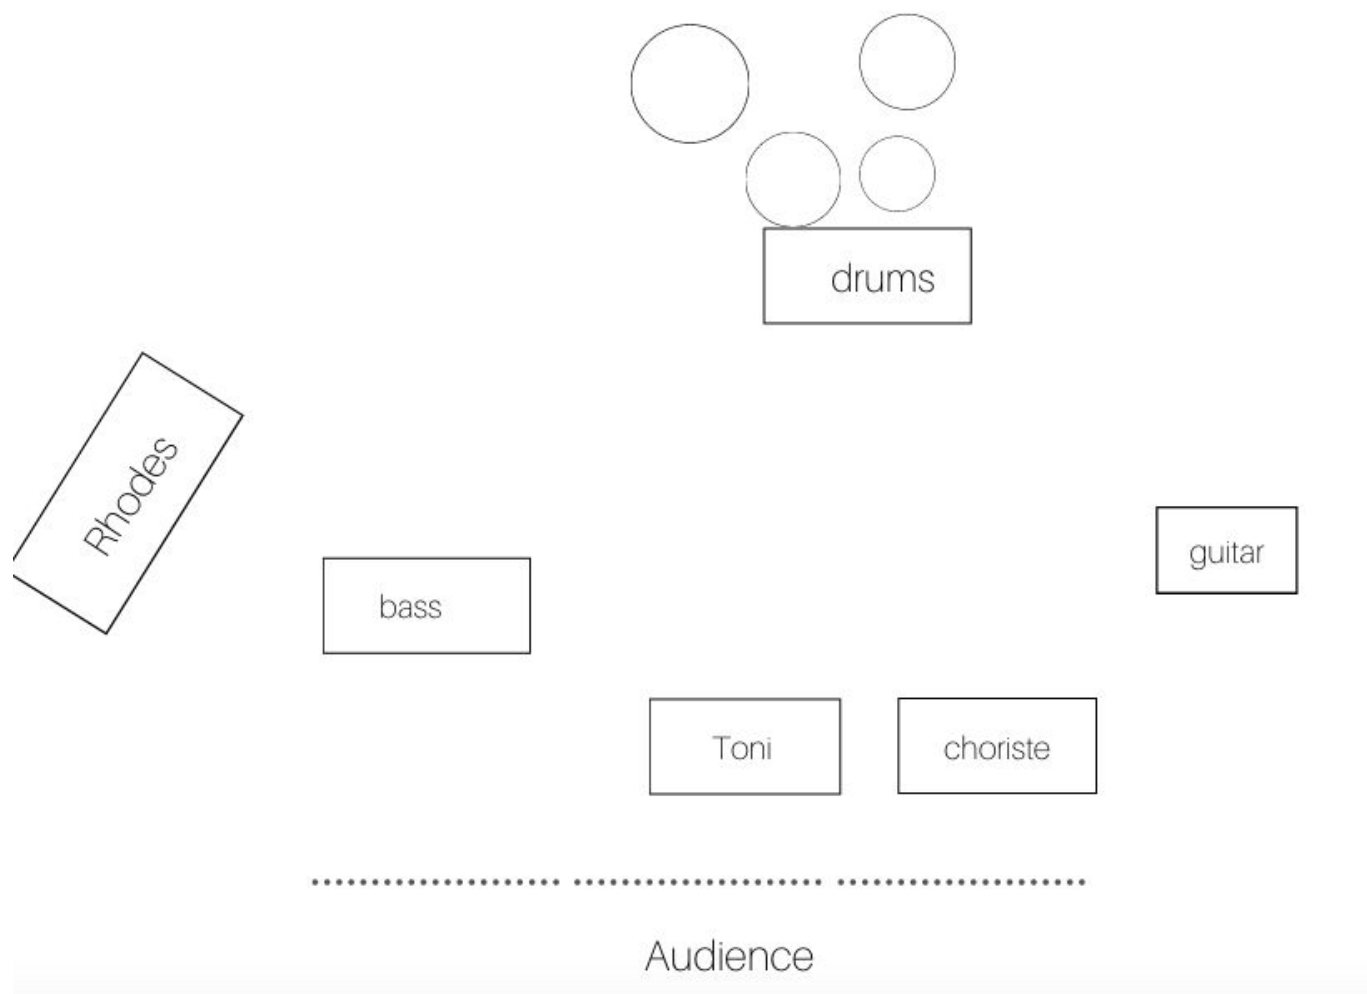 drums
Rhodes
guitar
bass
Toni
choriste
Audience